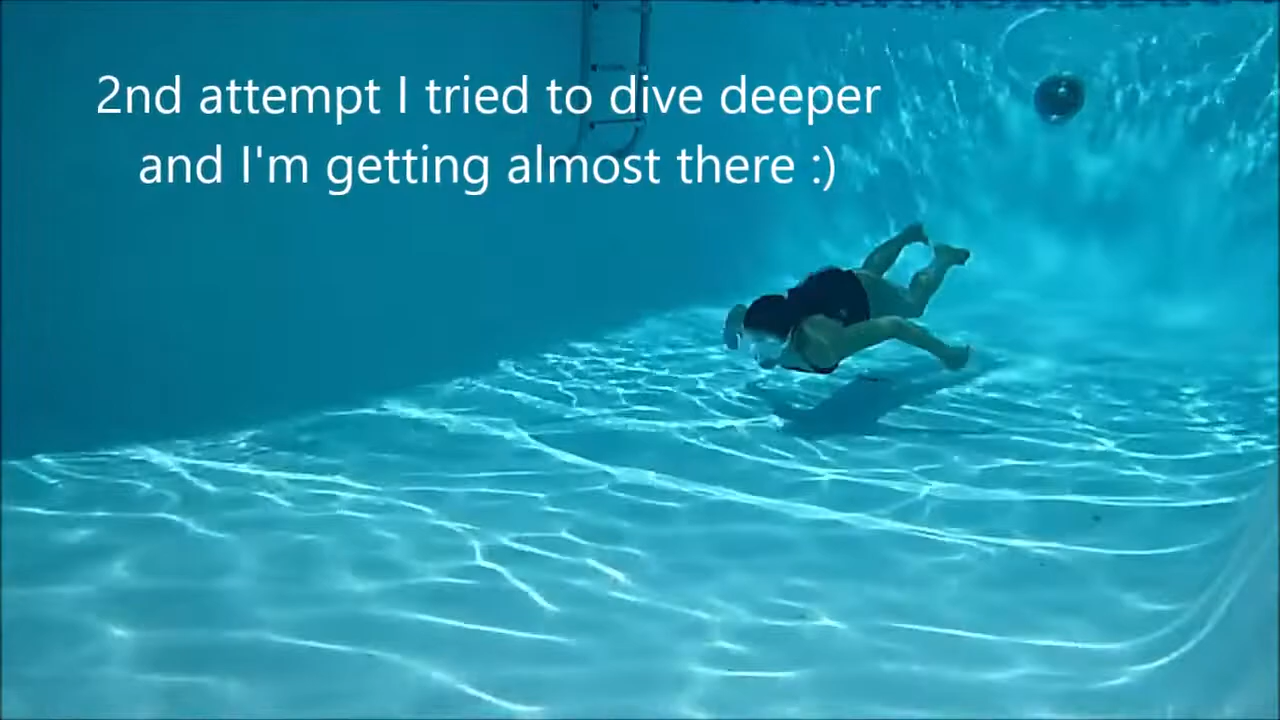 2nd attempt I tried to dive deeper
and I'm getting almost there :)